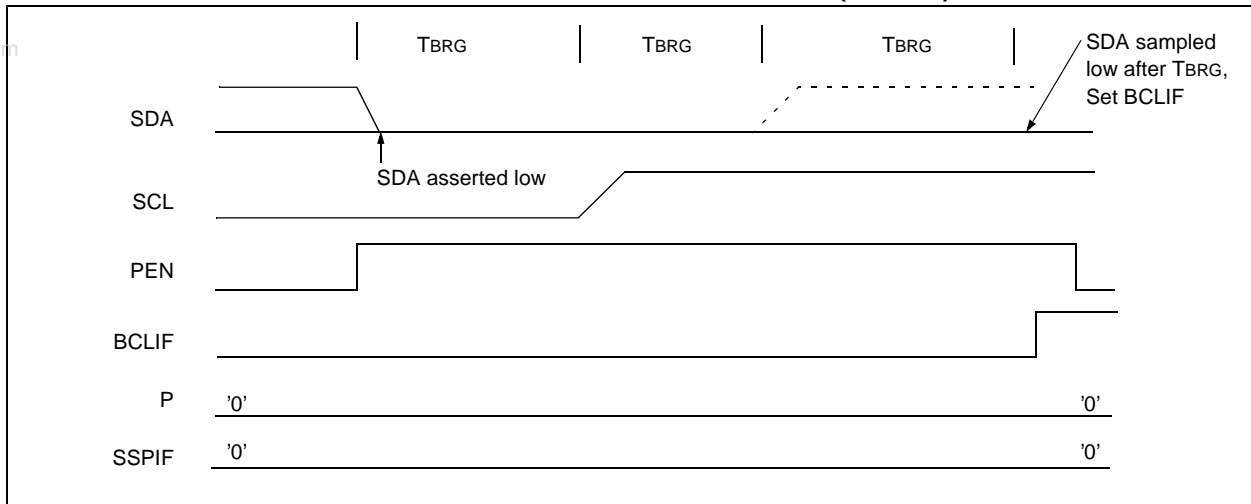 TBRG TBRG TBRG
SDA sampled
low after TBRG,
Set BCLIF
SDA
SDA asserted low
SCL
PEN
BCLIF
P '0' '0'
SSPIF '0' '0'
m